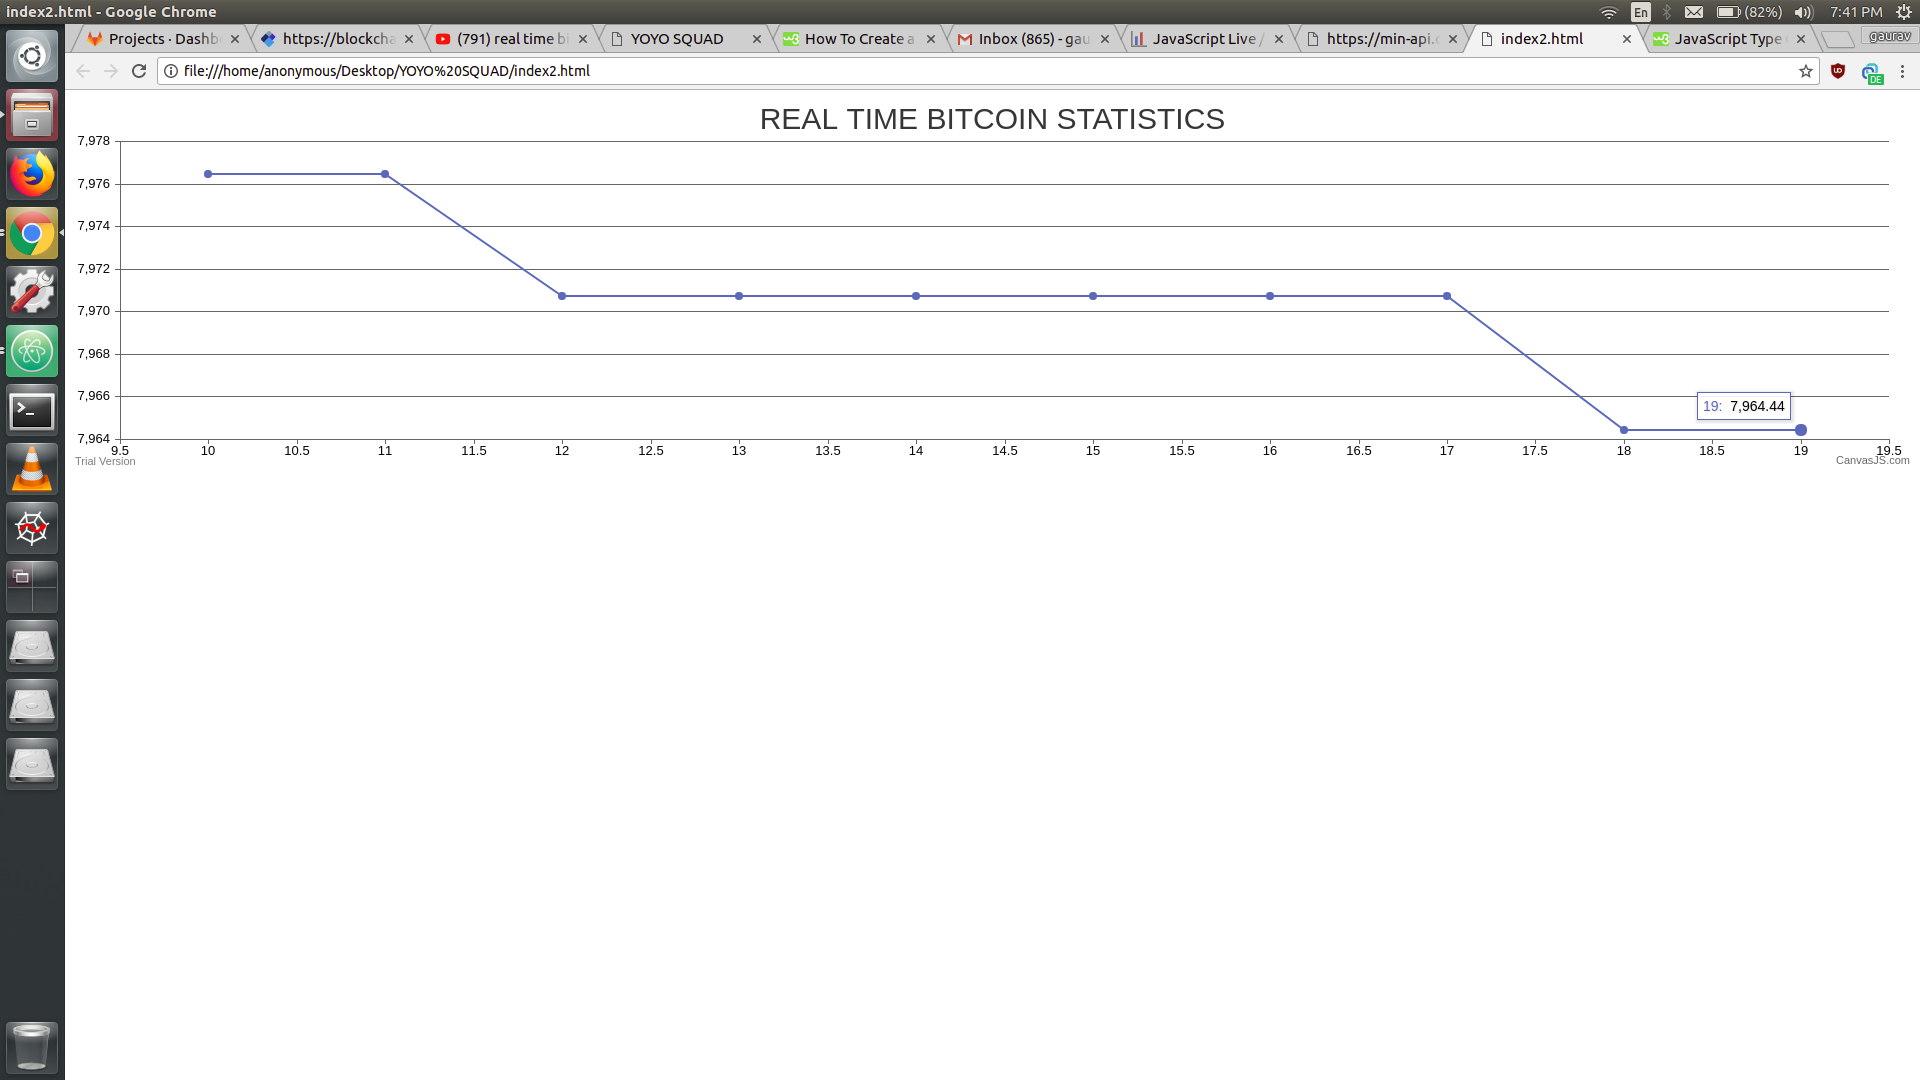 index2.html - Google Chrome
En
(82%)
7:41 PM
Projects · Dashb
https://blockcha
(791) real time bi
YOYO SQUAD
How To Create a
Inbox (865) - gau
JavaScript Live /
https://min-api.c
index2.html
JavaScript Type
gaurav
file:///home/anonymous/Desktop/YOYO%20SQUAD/index2.html
DE
REAL TIME BITCOIN STATISTICS
7,978
7,976
7,974
7,972
7,970
7,968
7,966
7,964
19: 7,964.44
9.5 10 10.5 11 11.5 12 12.5 13 13.5 14 14.5 15 15.5 16 16.5 17 17.5 18 18.5 19 19.5
Trial Version
CanvasJS.com